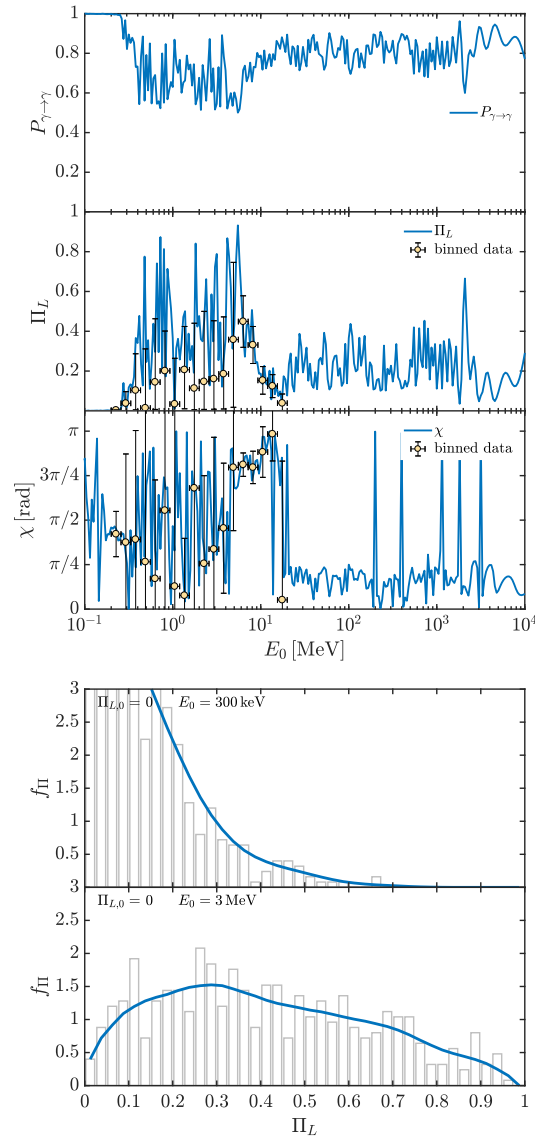 1
0.8
0.6
0.4
0.2
1
P_{γ→γ}
P_{γ→γ}
0.8
0.6
0.4
0.2
Π_L
Π_L
binned data
π
3π/4
π/2
π/4
0
χ [rad]
χ
binned data
10^{-1} 10^0 10^1 10^2 10^3 10^4
E_0 [MeV]
3
2.5
2
1.5
1
0.5
3
f_Π
Π_{L,0} = 0 E_0 = 300 keV
2.5
2
1.5
1
0.5
0
f_Π
Π_{L,0} = 0 E_0 = 3 MeV
0 0.1 0.2 0.3 0.4 0.5 0.6 0.7 0.8 0.9 1
Π_L